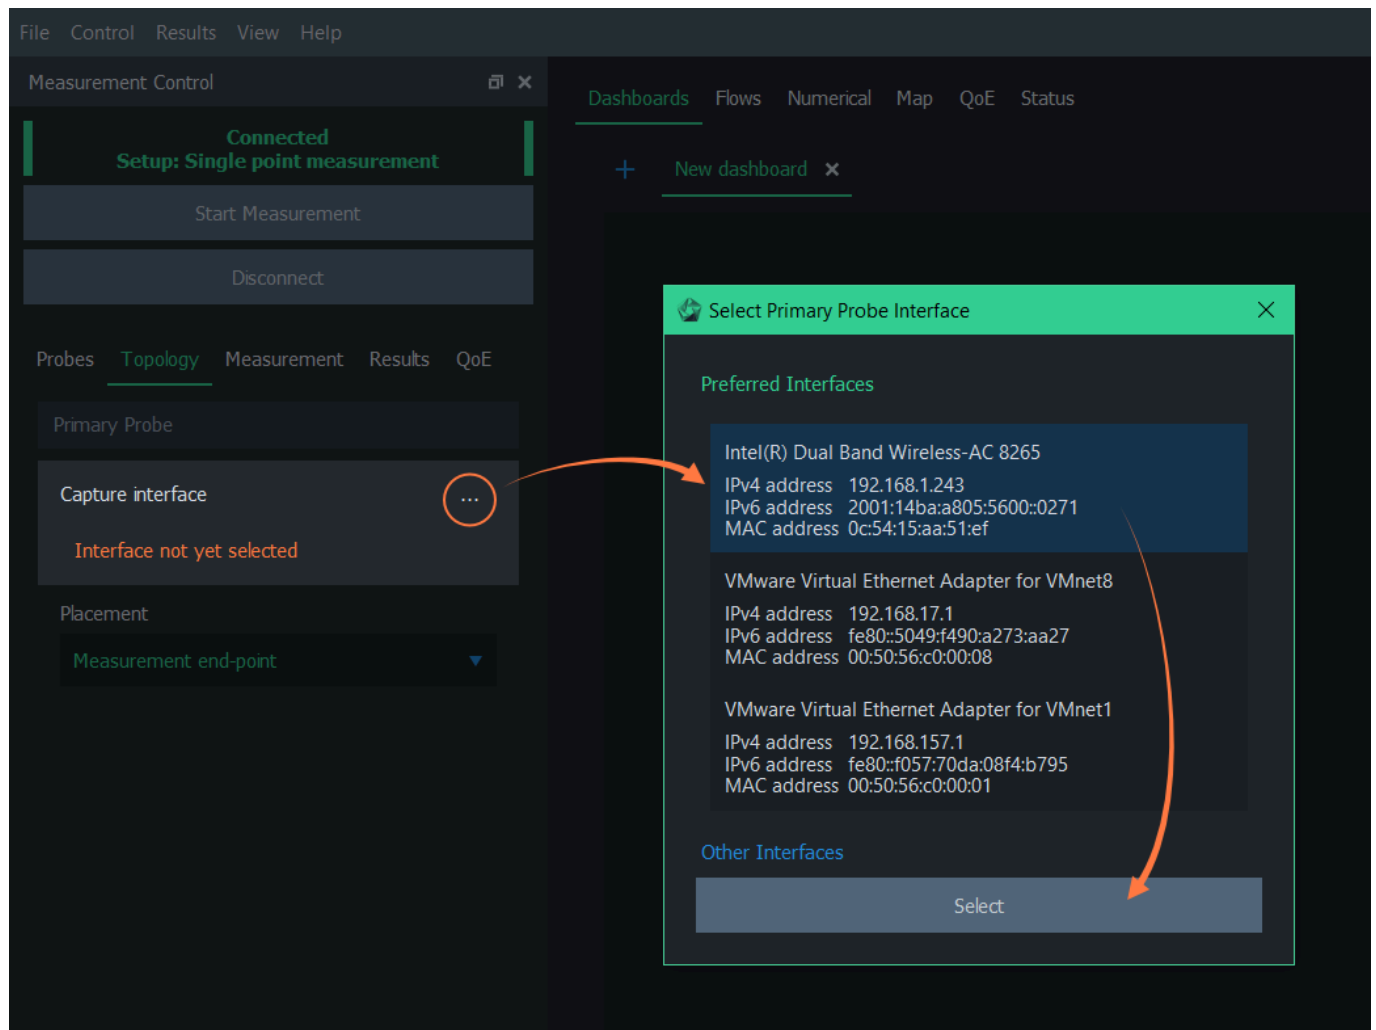 File Control Results View Help
Measurement Control
Connected
Setup: Single point measurement
Start Measurement
Disconnect
Probes Topology Measurement Results QoE
Primary Probe
Capture interface ...
Interface not yet selected
Placement
Measurement end-point
Dashboards Flows Numerical Map QoE Status
+ New dashboard
Select Primary Probe Interface
Preferred Interfaces
Intel(R) Dual Band Wireless-AC 8265
IPv4 address 192.168.1.243
IPv6 address 2001:14ba:a805:5600::0271
MAC address 0c:54:15:aa:51:ef
VMware Virtual Ethernet Adapter for VMnet8
IPv4 address 192.168.17.1
IPv6 address fe80::5049:f490:a273:aa27
MAC address 00:50:56:c0:00:08
VMware Virtual Ethernet Adapter for VMnet1
IPv4 address 192.168.157.1
IPv6 address fe80::f057:70da:08f4:b795
MAC address 00:50:56:c0:00:01
Other Interfaces
Select